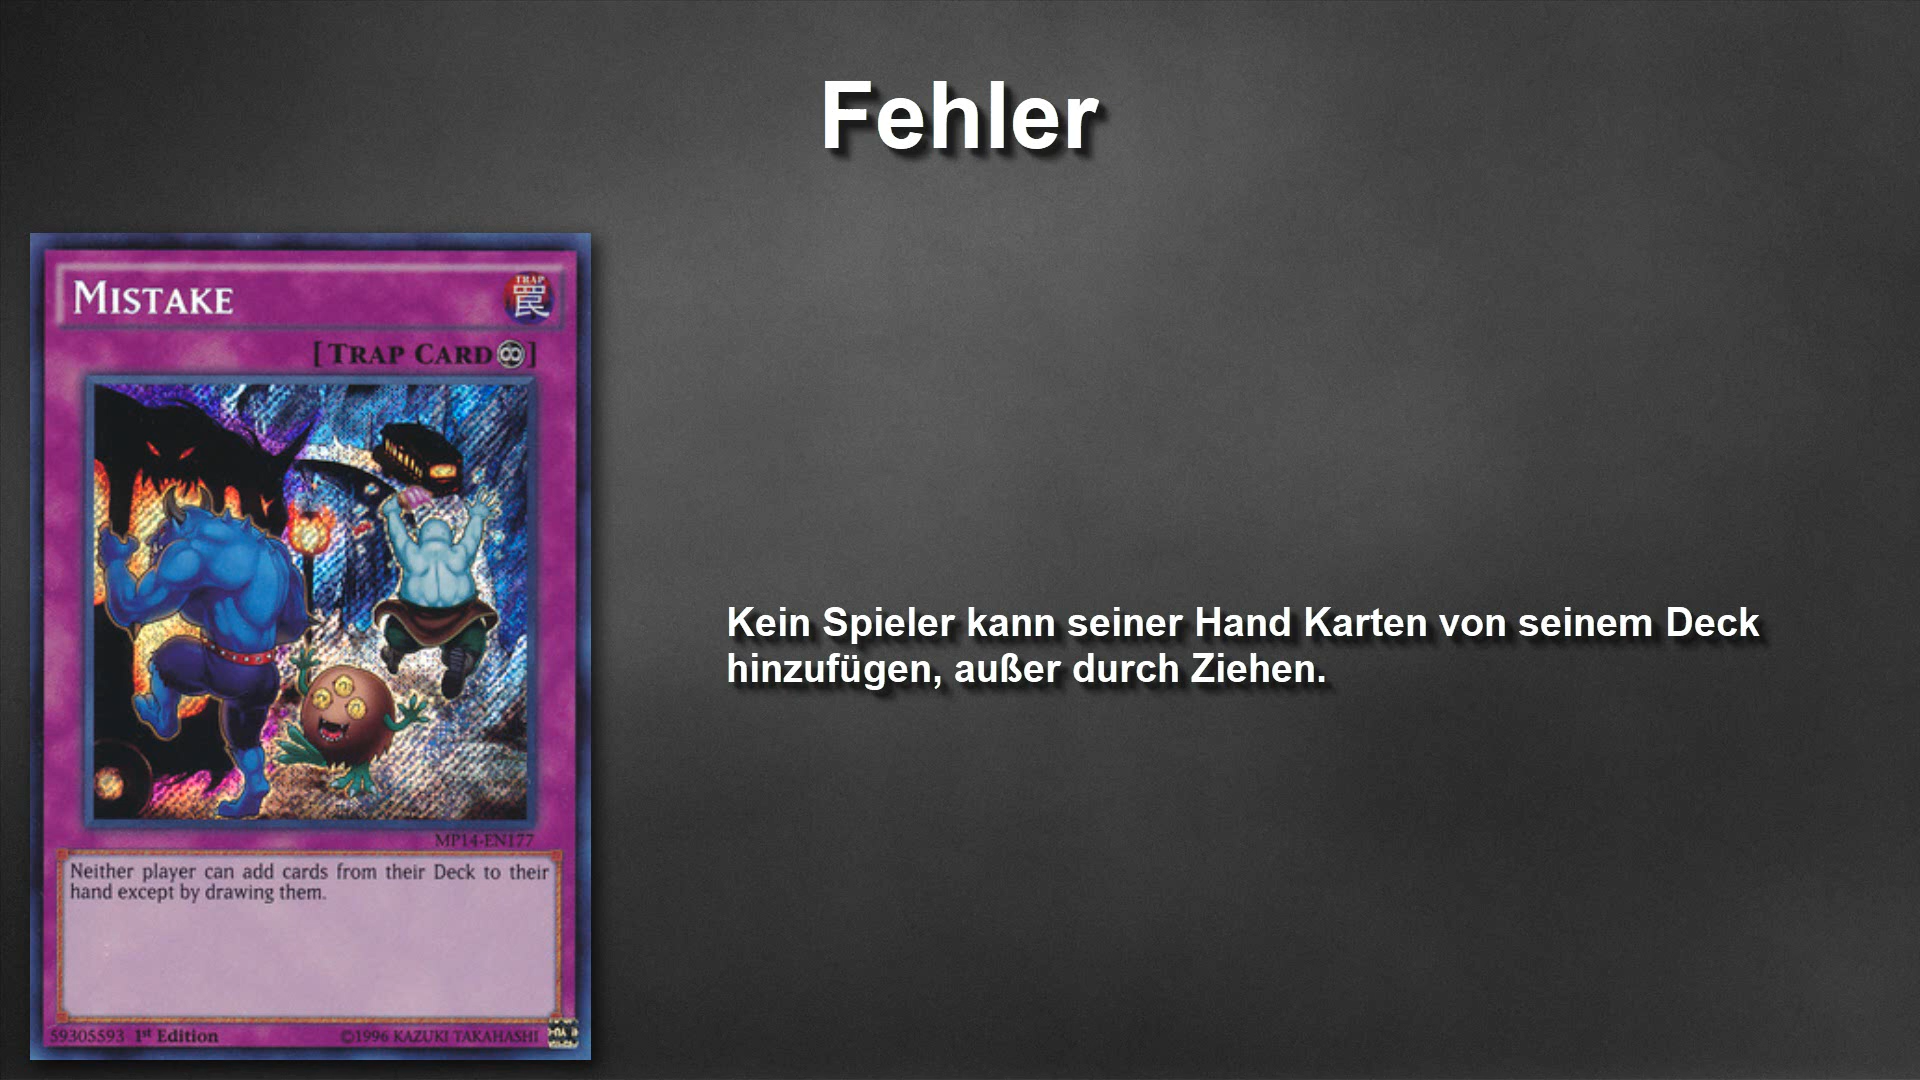 Fehler
MISTAKE
TRAP
罠
[TRAP CARD]
MP14-EN177
Neither player can add cards from their Deck to their
hand except by drawing them.
59305593 1st Edition
©1996 KAZUKI TAKAHASHI
Kein Spieler kann seiner Hand Karten von seinem Deck
hinzufügen, außer durch Ziehen.